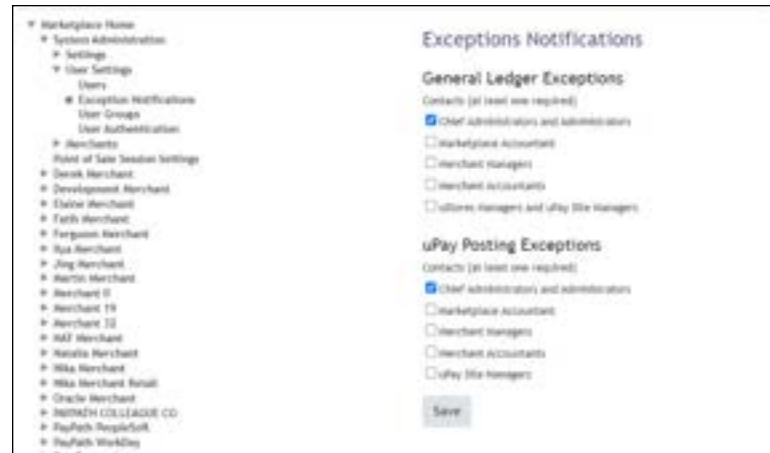 Marketplace Home
System Administration
Settings
User Settings
Users
Exception Notifications
User Groups
User Authentication
Merchants
Point of Sale Session Settings
Derek Merchant
Development Merchant
Elaine Merchant
Faith Merchant
Ferguson Merchant
Ilya Merchant
Jing Merchant
Martin Merchant
Merchant
Merchant 19
Merchant 32
NAT Merchant
Natalia Merchant
Nika Merchant
Nika Merchant Retail
Oracle Merchant
PAYPATH COLLEAGUE CO
PayPath PeopleSoft
PayPath WorkDay
Exceptions Notifications
General Ledger Exceptions
Contacts (at least one required)
Chief Administrators and Administrators
Marketplace Accountant
Merchant Managers
Merchant Accountants
uStores Managers and uPay Site Managers
uPay Posting Exceptions
Contacts (at least one required)
Chief Administrators and Administrators
Marketplace Accountant
Merchant Managers
Merchant Accountants
uPay Site Managers
Save